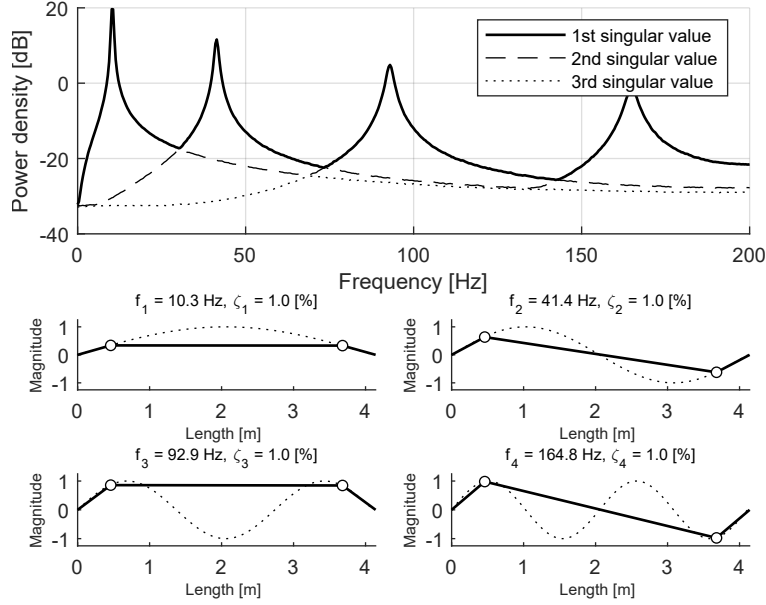 Power density [dB]
20
0
-20
-40
1st singular value
2nd singular value
3rd singular value
0 50 100 150 200
Frequency [Hz]
f1 = 10.3 Hz, ζ1 = 1.0 [%]
Magnitude
1
0
-1
0 1 2 3 4
Length [m]
f2 = 41.4 Hz, ζ2 = 1.0 [%]
Magnitude
1
0
-1
0 1 2 3 4
Length [m]
f3 = 92.9 Hz, ζ3 = 1.0 [%]
Magnitude
1
0
-1
0 1 2 3 4
Length [m]
f4 = 164.8 Hz, ζ4 = 1.0 [%]
Magnitude
1
0
-1
0 1 2 3 4
Length [m]